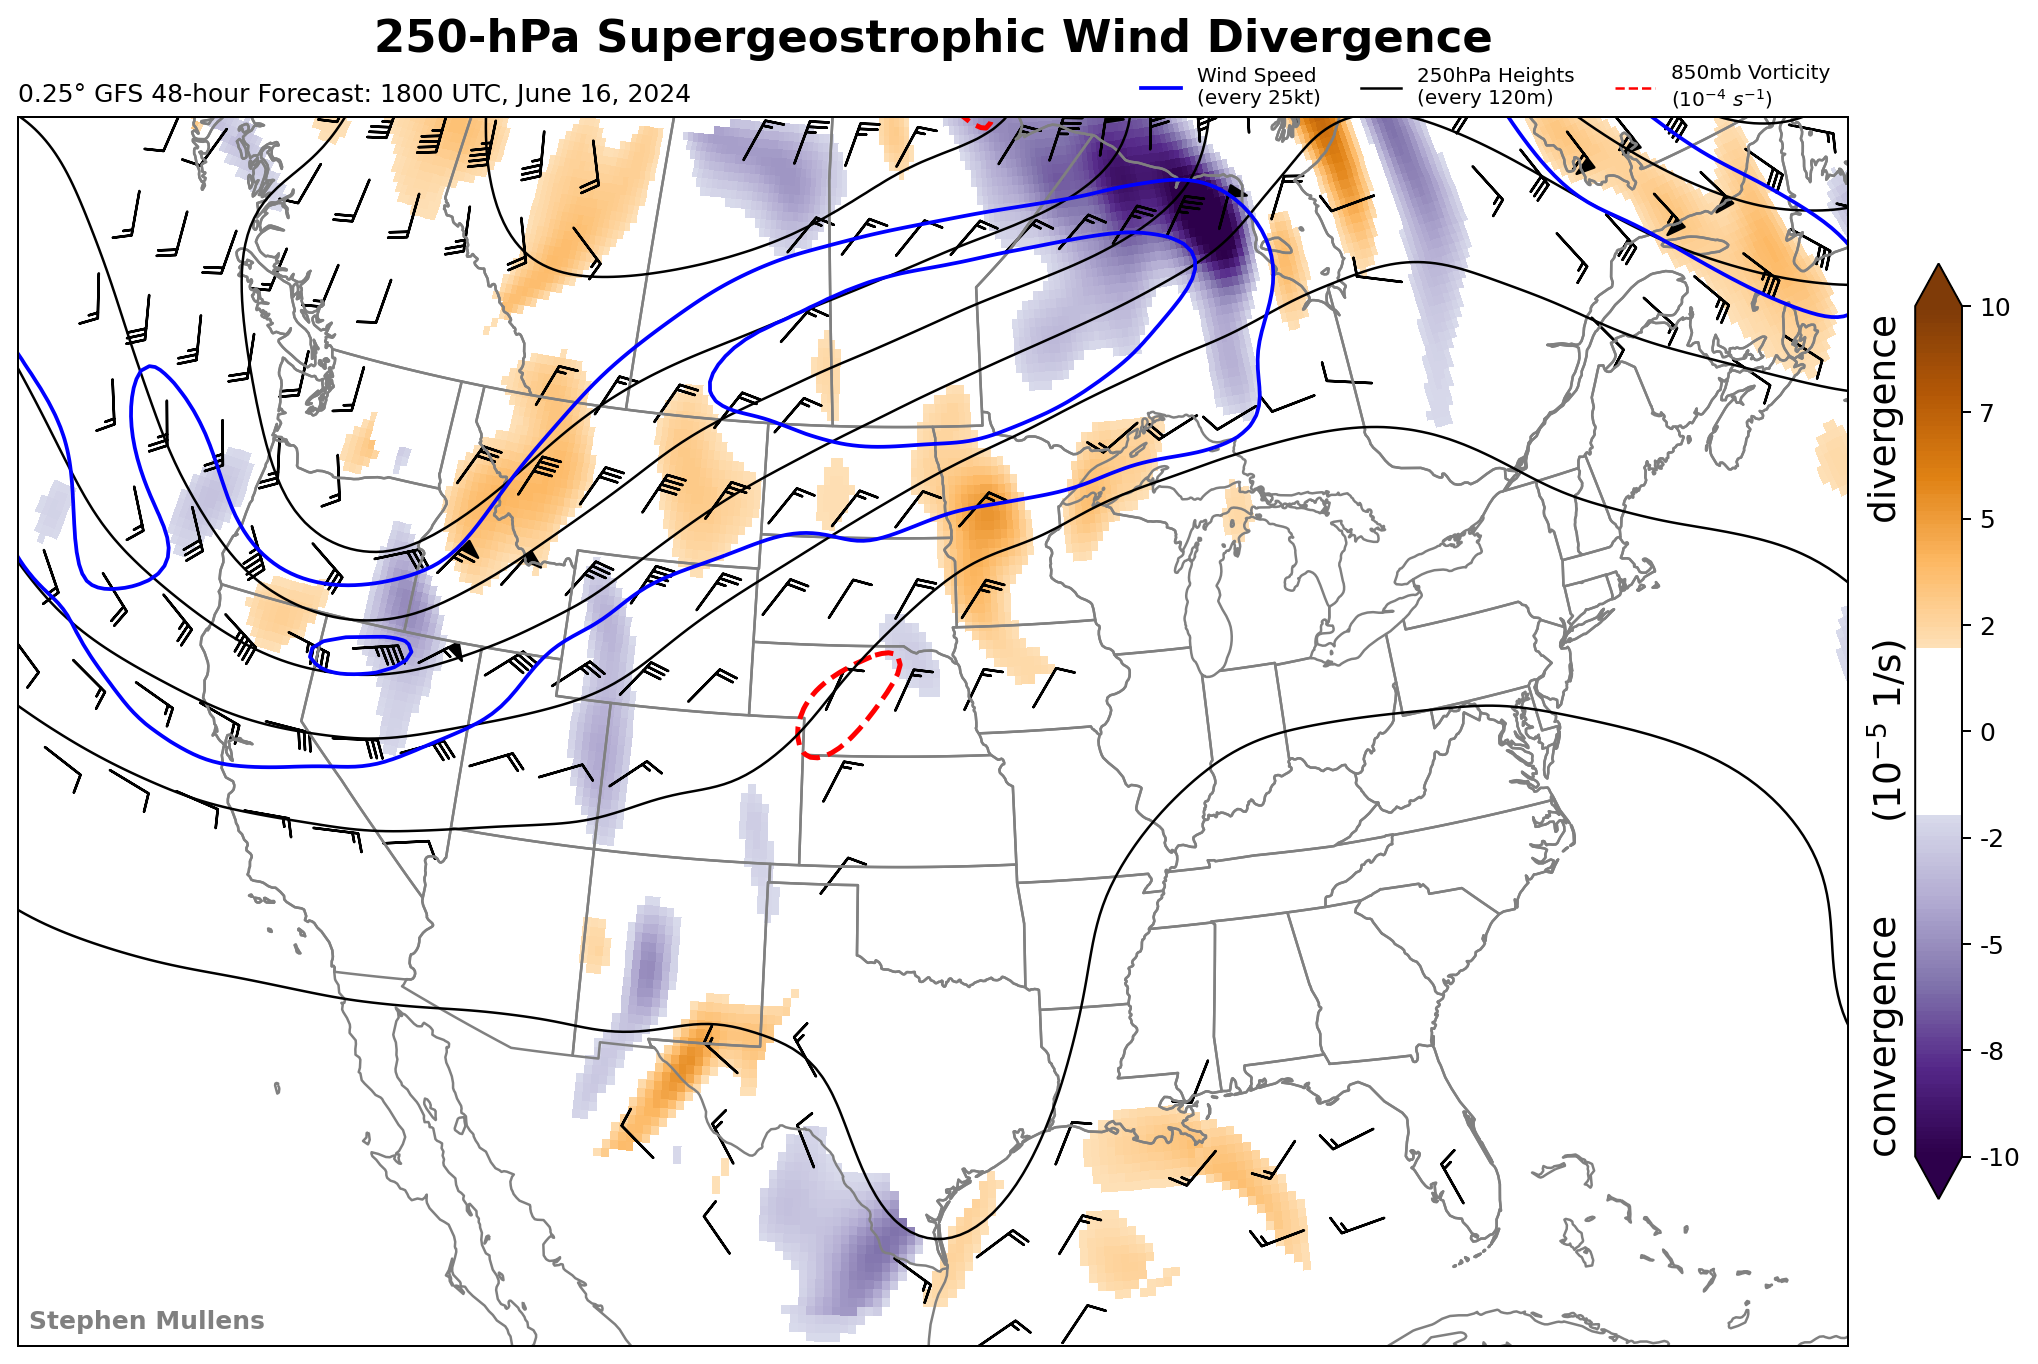 250-hPa Supergeostrophic Wind Divergence
0.25° GFS 48-hour Forecast: 1800 UTC, June 16, 2024
Wind Speed
(every 25kt)
250hPa Heights
(every 120m)
850mb Vorticity
(10⁻⁴ s⁻¹)
10
7
5
2
0
-2
-5
-8
-10
convergence (10⁻⁵ 1/s) divergence
Stephen Mullens